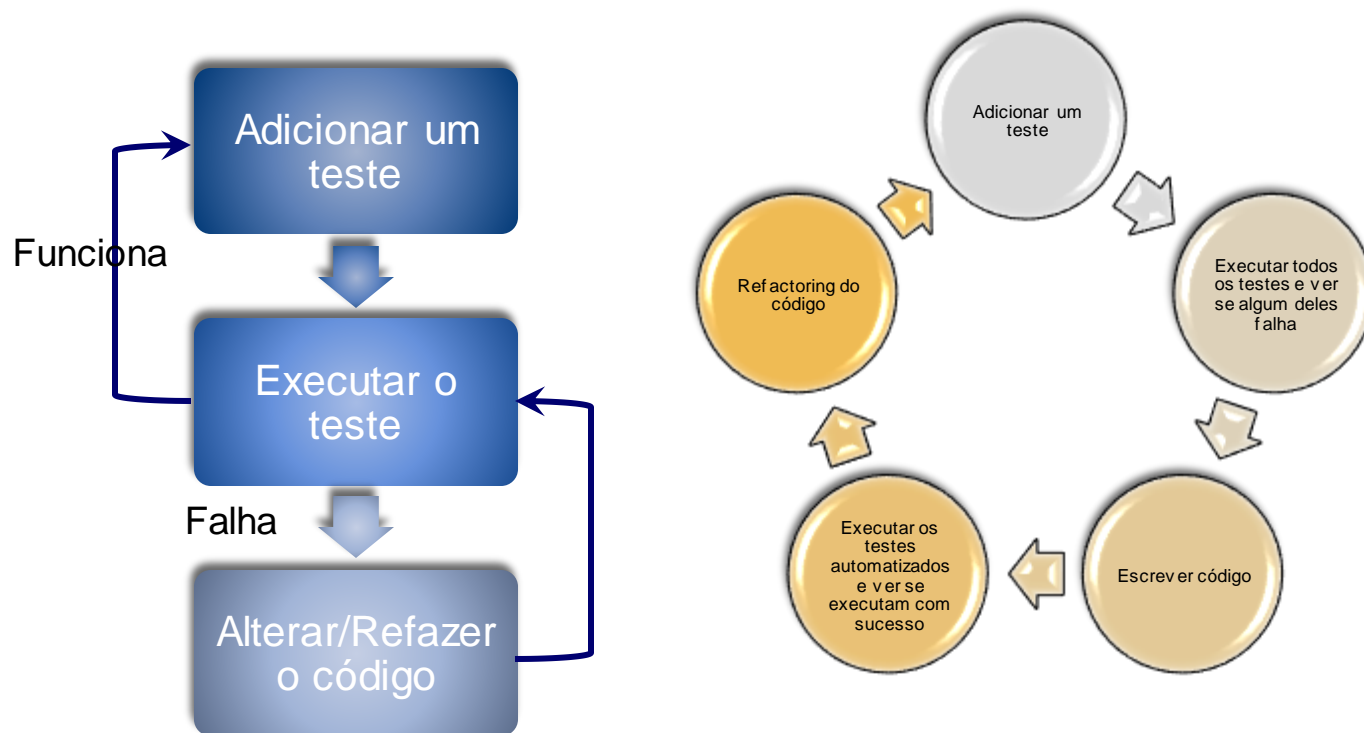 Adicionar um
teste
Funciona
Executar o
teste
Falha
Alterar/Refazer
o código
Adicionar um
teste
Executar todos
os testes e ver
se algum deles
falha
Escrever código
Executar os
testes
automatizados
e ver se
executam com
sucesso
Refactoring do
código